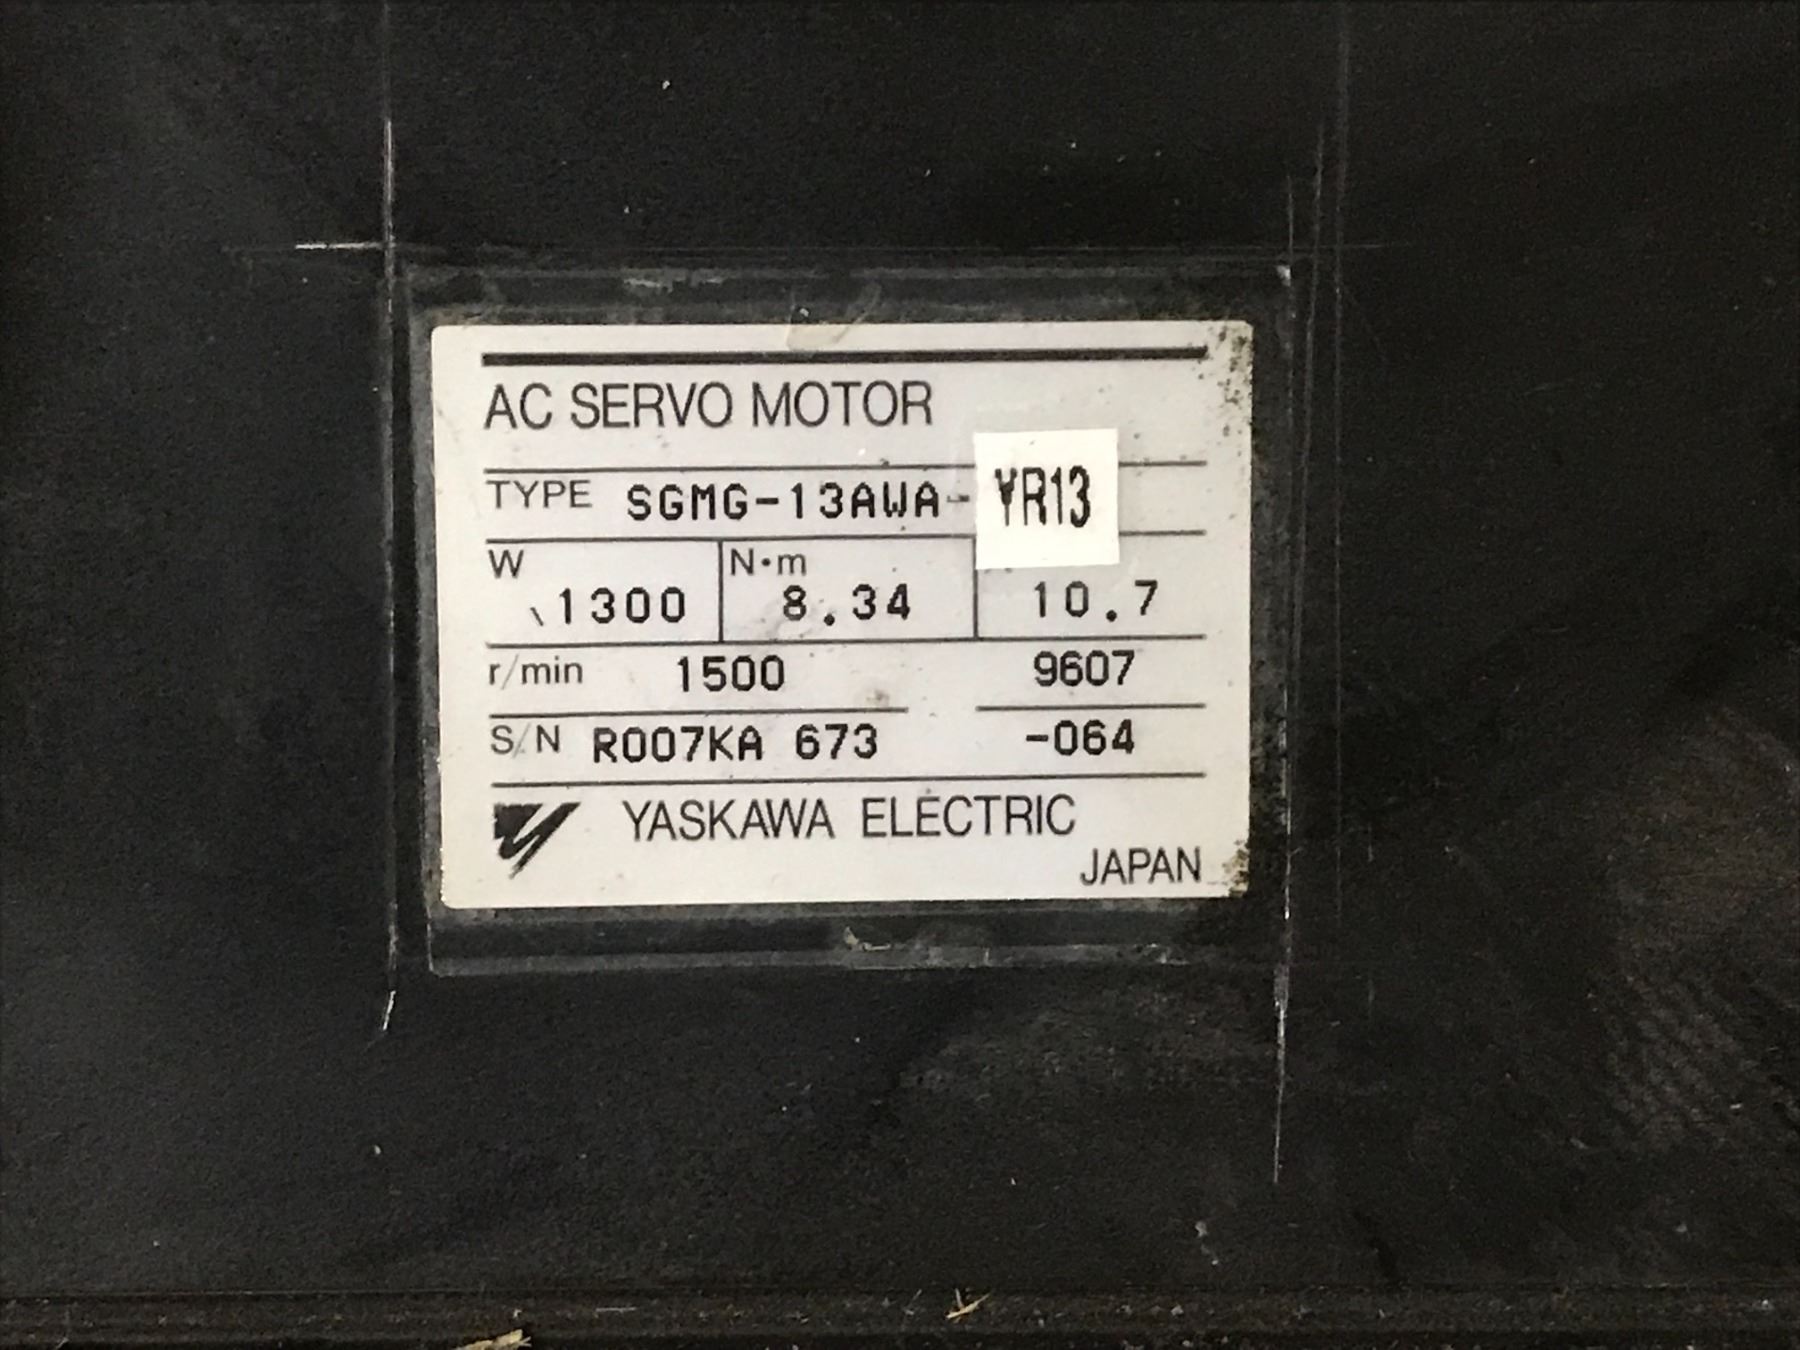 AC SERVO MOTOR
TYPE SGMG-13AWA- YR13
W N·m
1300 8.34 10.7
r/min 1500 9607
S/N R007KA 673 -064
YASKAWA ELECTRIC
JAPAN